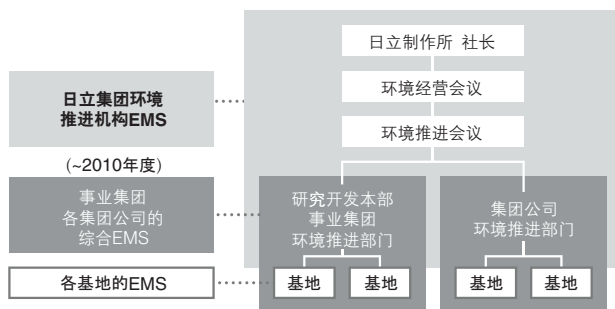 日立制作所 社长
环境经营会议
环境推进会议
日立集团环境
推进机构EMS
(~2010年度)
事业集团
各集团公司的
综合EMS
研究开发本部
事业集团
环境推进部门
集团公司
环境推进部门
各基地的EMS
基地
基地
基地
基地